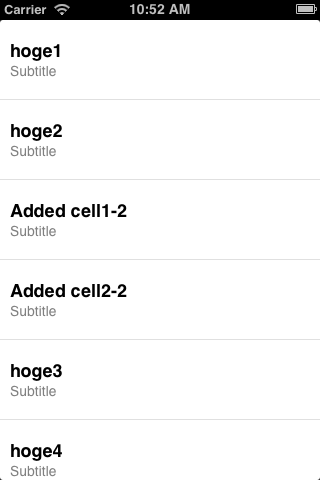 Carrier 10:52 AM
hoge1
Subtitle
hoge2
Subtitle
Added cell1-2
Subtitle
Added cell2-2
Subtitle
hoge3
Subtitle
hoge4
Subtitle